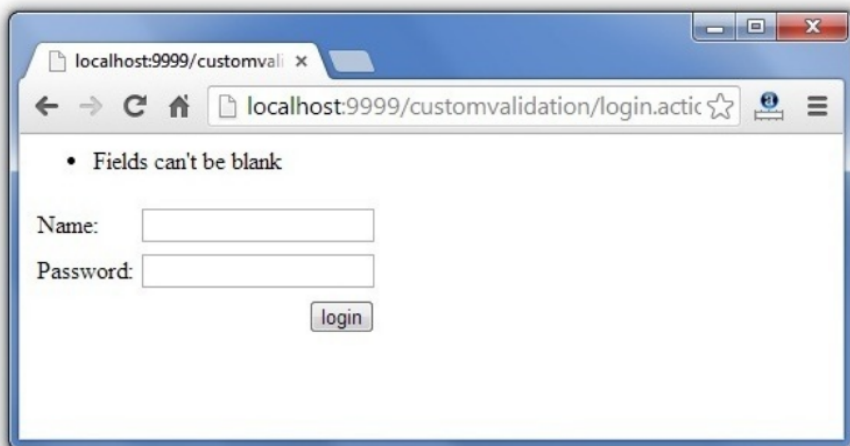 localhost:9999/customvali
localhost:9999/customvalidation/login.actic
Fields can't be blank
Name:
Password:
login